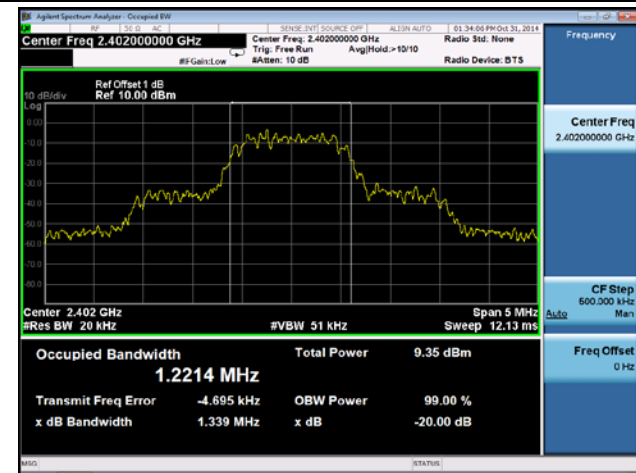 Agilent Spectrum Analyzer - Occupied BW
RF 50 Ω AC SENSE:INT SOURCE OFF ALIGN AUTO 01:34:06 PM Oct 31, 2014
Center Freq 2.402000000 GHz
Center Freq: 2.402000000 GHz
Radio Std: None
Trig: Free Run Avg|Hold:>10/10
#IFGain:Low #Atten: 10 dB Radio Device: BTS
Ref Offset 1 dB
10 dB/div Ref 10.00 dBm
Log
0.00
-10.0
-20.0
-30.0
-40.0
-50.0
-60.0
-70.0
-80.0
Center 2.402 GHz Span 5 MHz
#Res BW 20 kHz #VBW 51 kHz Sweep 12.13 ms
Occupied Bandwidth Total Power 9.35 dBm
1.2214 MHz
Transmit Freq Error -4.695 kHz OBW Power 99.00 %
x dB Bandwidth 1.339 MHz x dB -20.00 dB
MSG STATUS
Frequency
Center Freq
2.402000000 GHz
CF Step
500.000 kHz
Auto Man
Freq Offset
0 Hz